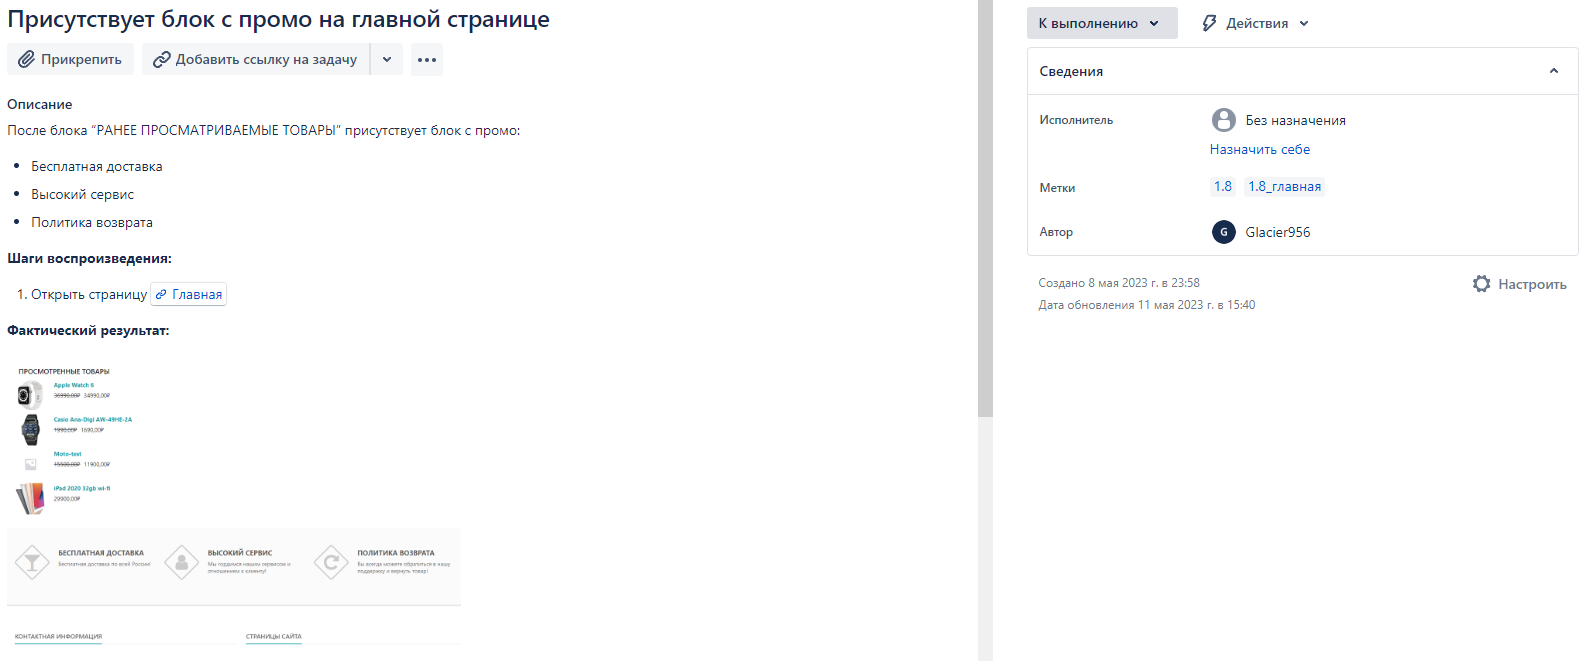 Присутствует блок с промо на главной странице
Прикрепить
Добавить ссылку на задачу
Описание
После блока “РАНЕЕ ПРОСМАТРИВАЕМЫЕ ТОВАРЫ” присутствует блок с промо:
Бесплатная доставка
Высокий сервис
Политика возврата
Шаги воспроизведения:
1. Открыть страницу Главная
Фактический результат:
ПРОСМОТРЕННЫЕ ТОВАРЫ
Apple Watch 6
36990,00₽ 34990,00₽
Casio Ana-Digi AW-49HE-2A
1990,00₽ 1690,00₽
Moto-test
15500,00₽ 11900,00₽
iPad 2020 32gb wi-fi
29900,00₽
БЕСПЛАТНАЯ ДОСТАВКА
Бесплатная доставка по всей России!
ВЫСОКИЙ СЕРВИС
Мы гордимся нашим сервисом и
отношением к клиенту!
ПОЛИТИКА ВОЗВРАТА
Вы всегда можете обратиться в нашу
поддержку и вернуть товар!
КОНТАКТНАЯ ИНФОРМАЦИЯ
СТРАНИЦЫ САЙТА
К выполнению
Действия
Сведения
Исполнитель
Без назначения
Назначить себе
Метки
1.8 1.8_главная
Автор
G Glacier956
Создано 8 мая 2023 г. в 23:58
Настроить
Дата обновления 11 мая 2023 г. в 15:40